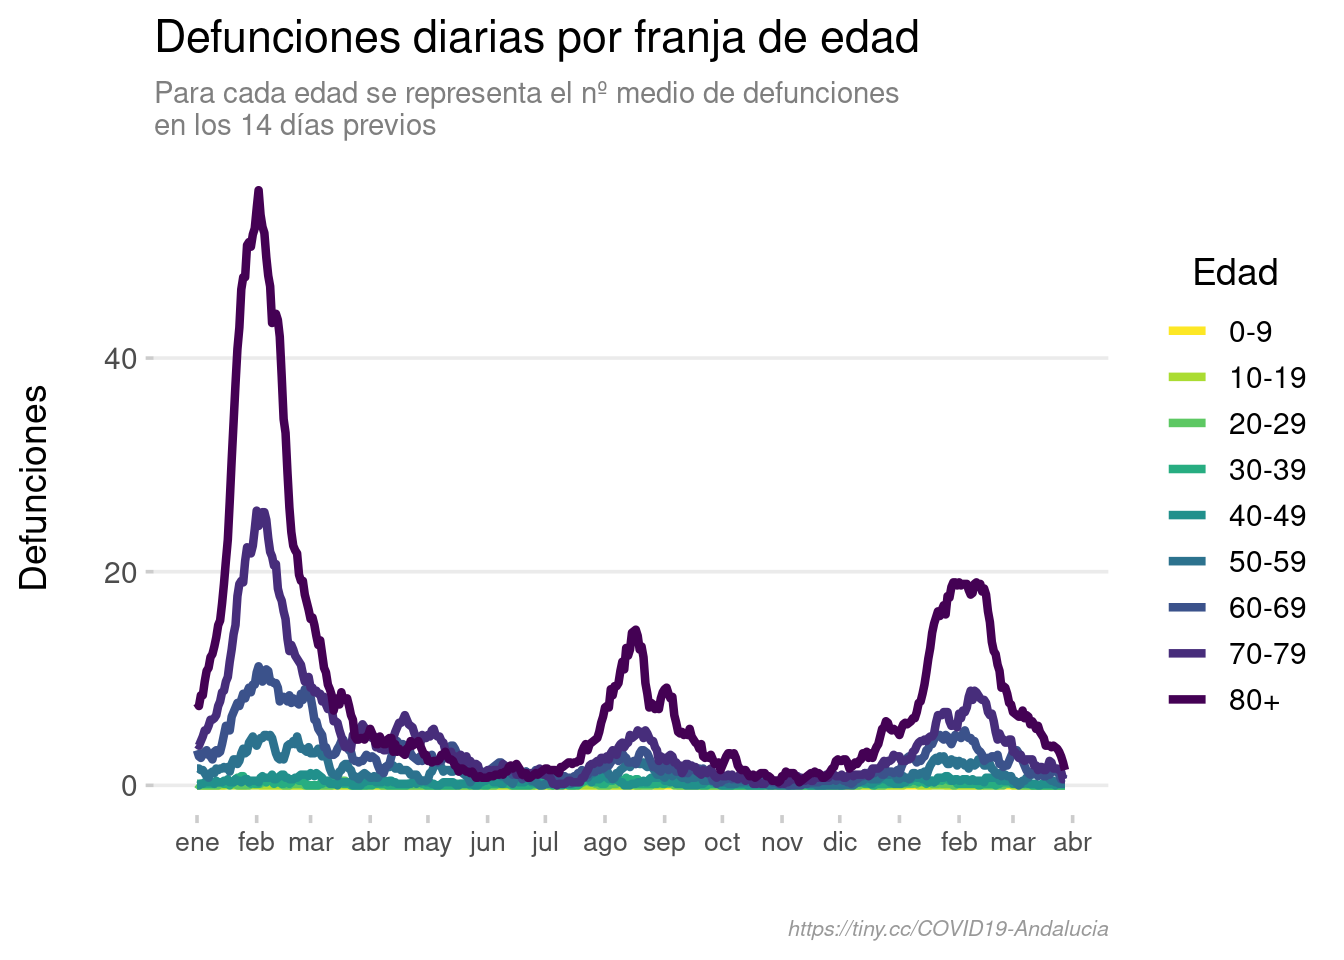 Defunciones diarias por franja de edad
Para cada edad se representa el nº medio de defunciones
en los 14 días previos
Defunciones
40
20
0
ene feb mar abr may jun jul ago sep oct nov dic ene feb mar abr
Edad
0-9
10-19
20-29
30-39
40-49
50-59
60-69
70-79
80+
https://tiny.cc/COVID19-Andalucia